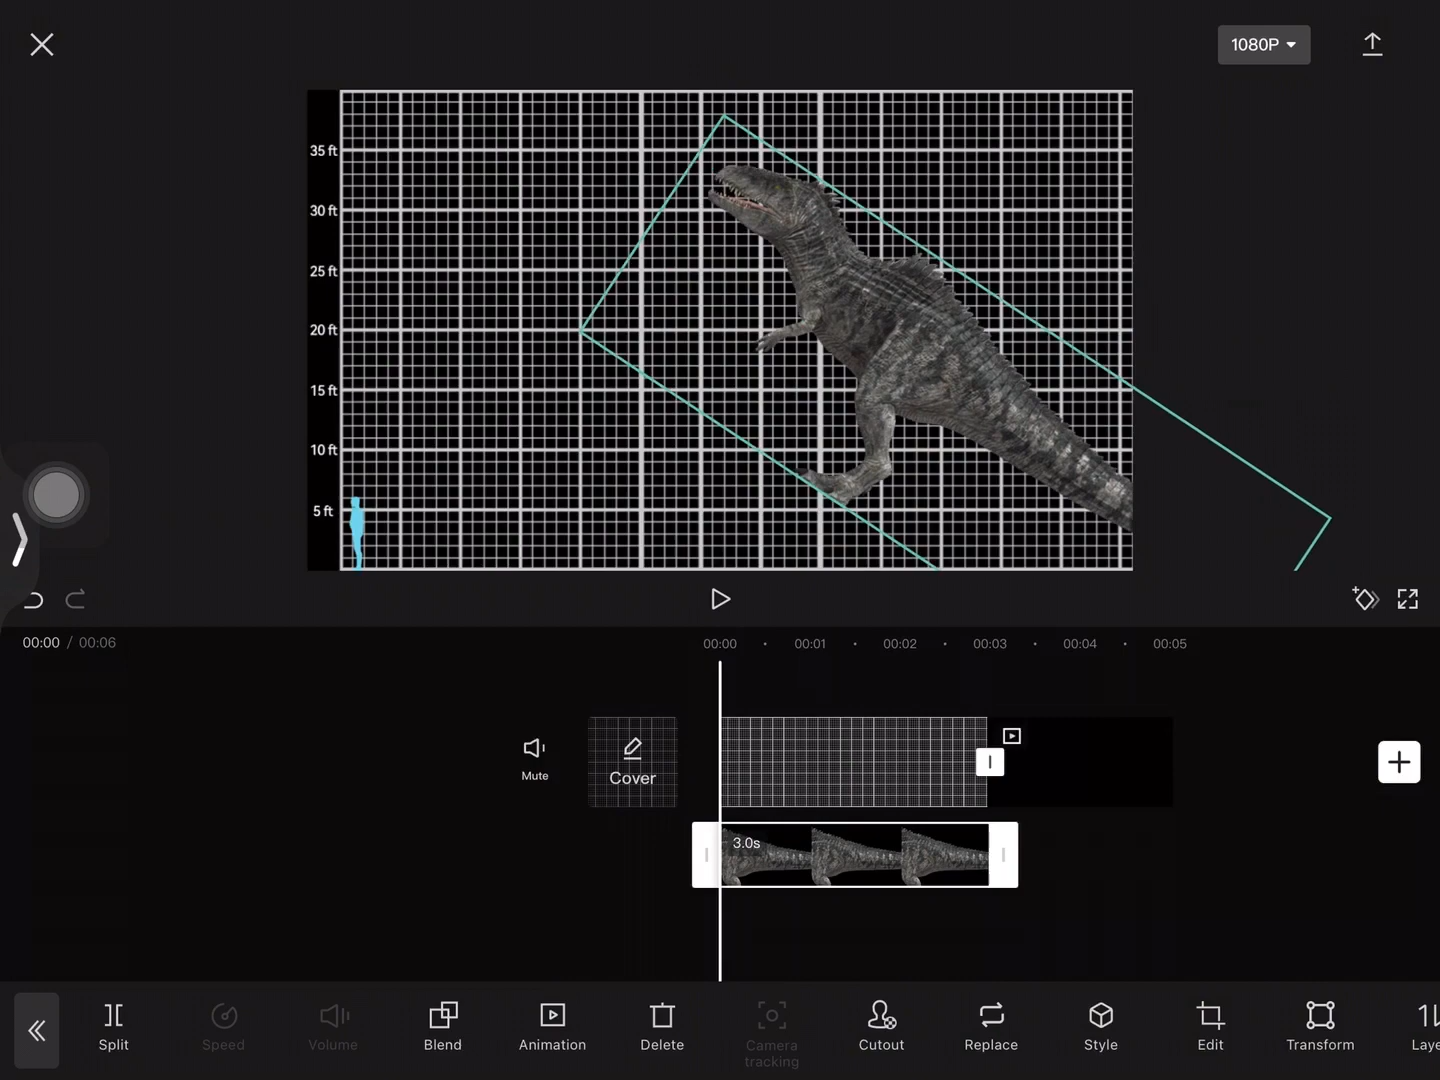 1080P
35 ft
30 ft
25 ft
20 ft
15 ft
10 ft
5 ft
00:00 / 00:06
00:00 00:01 00:02 00:03 00:04 00:05
Mute
Cover
3.0s
Split
Speed
Volume
Blend
Animation
Delete
Camera
tracking
Cutout
Replace
Style
Edit
Transform
Laye